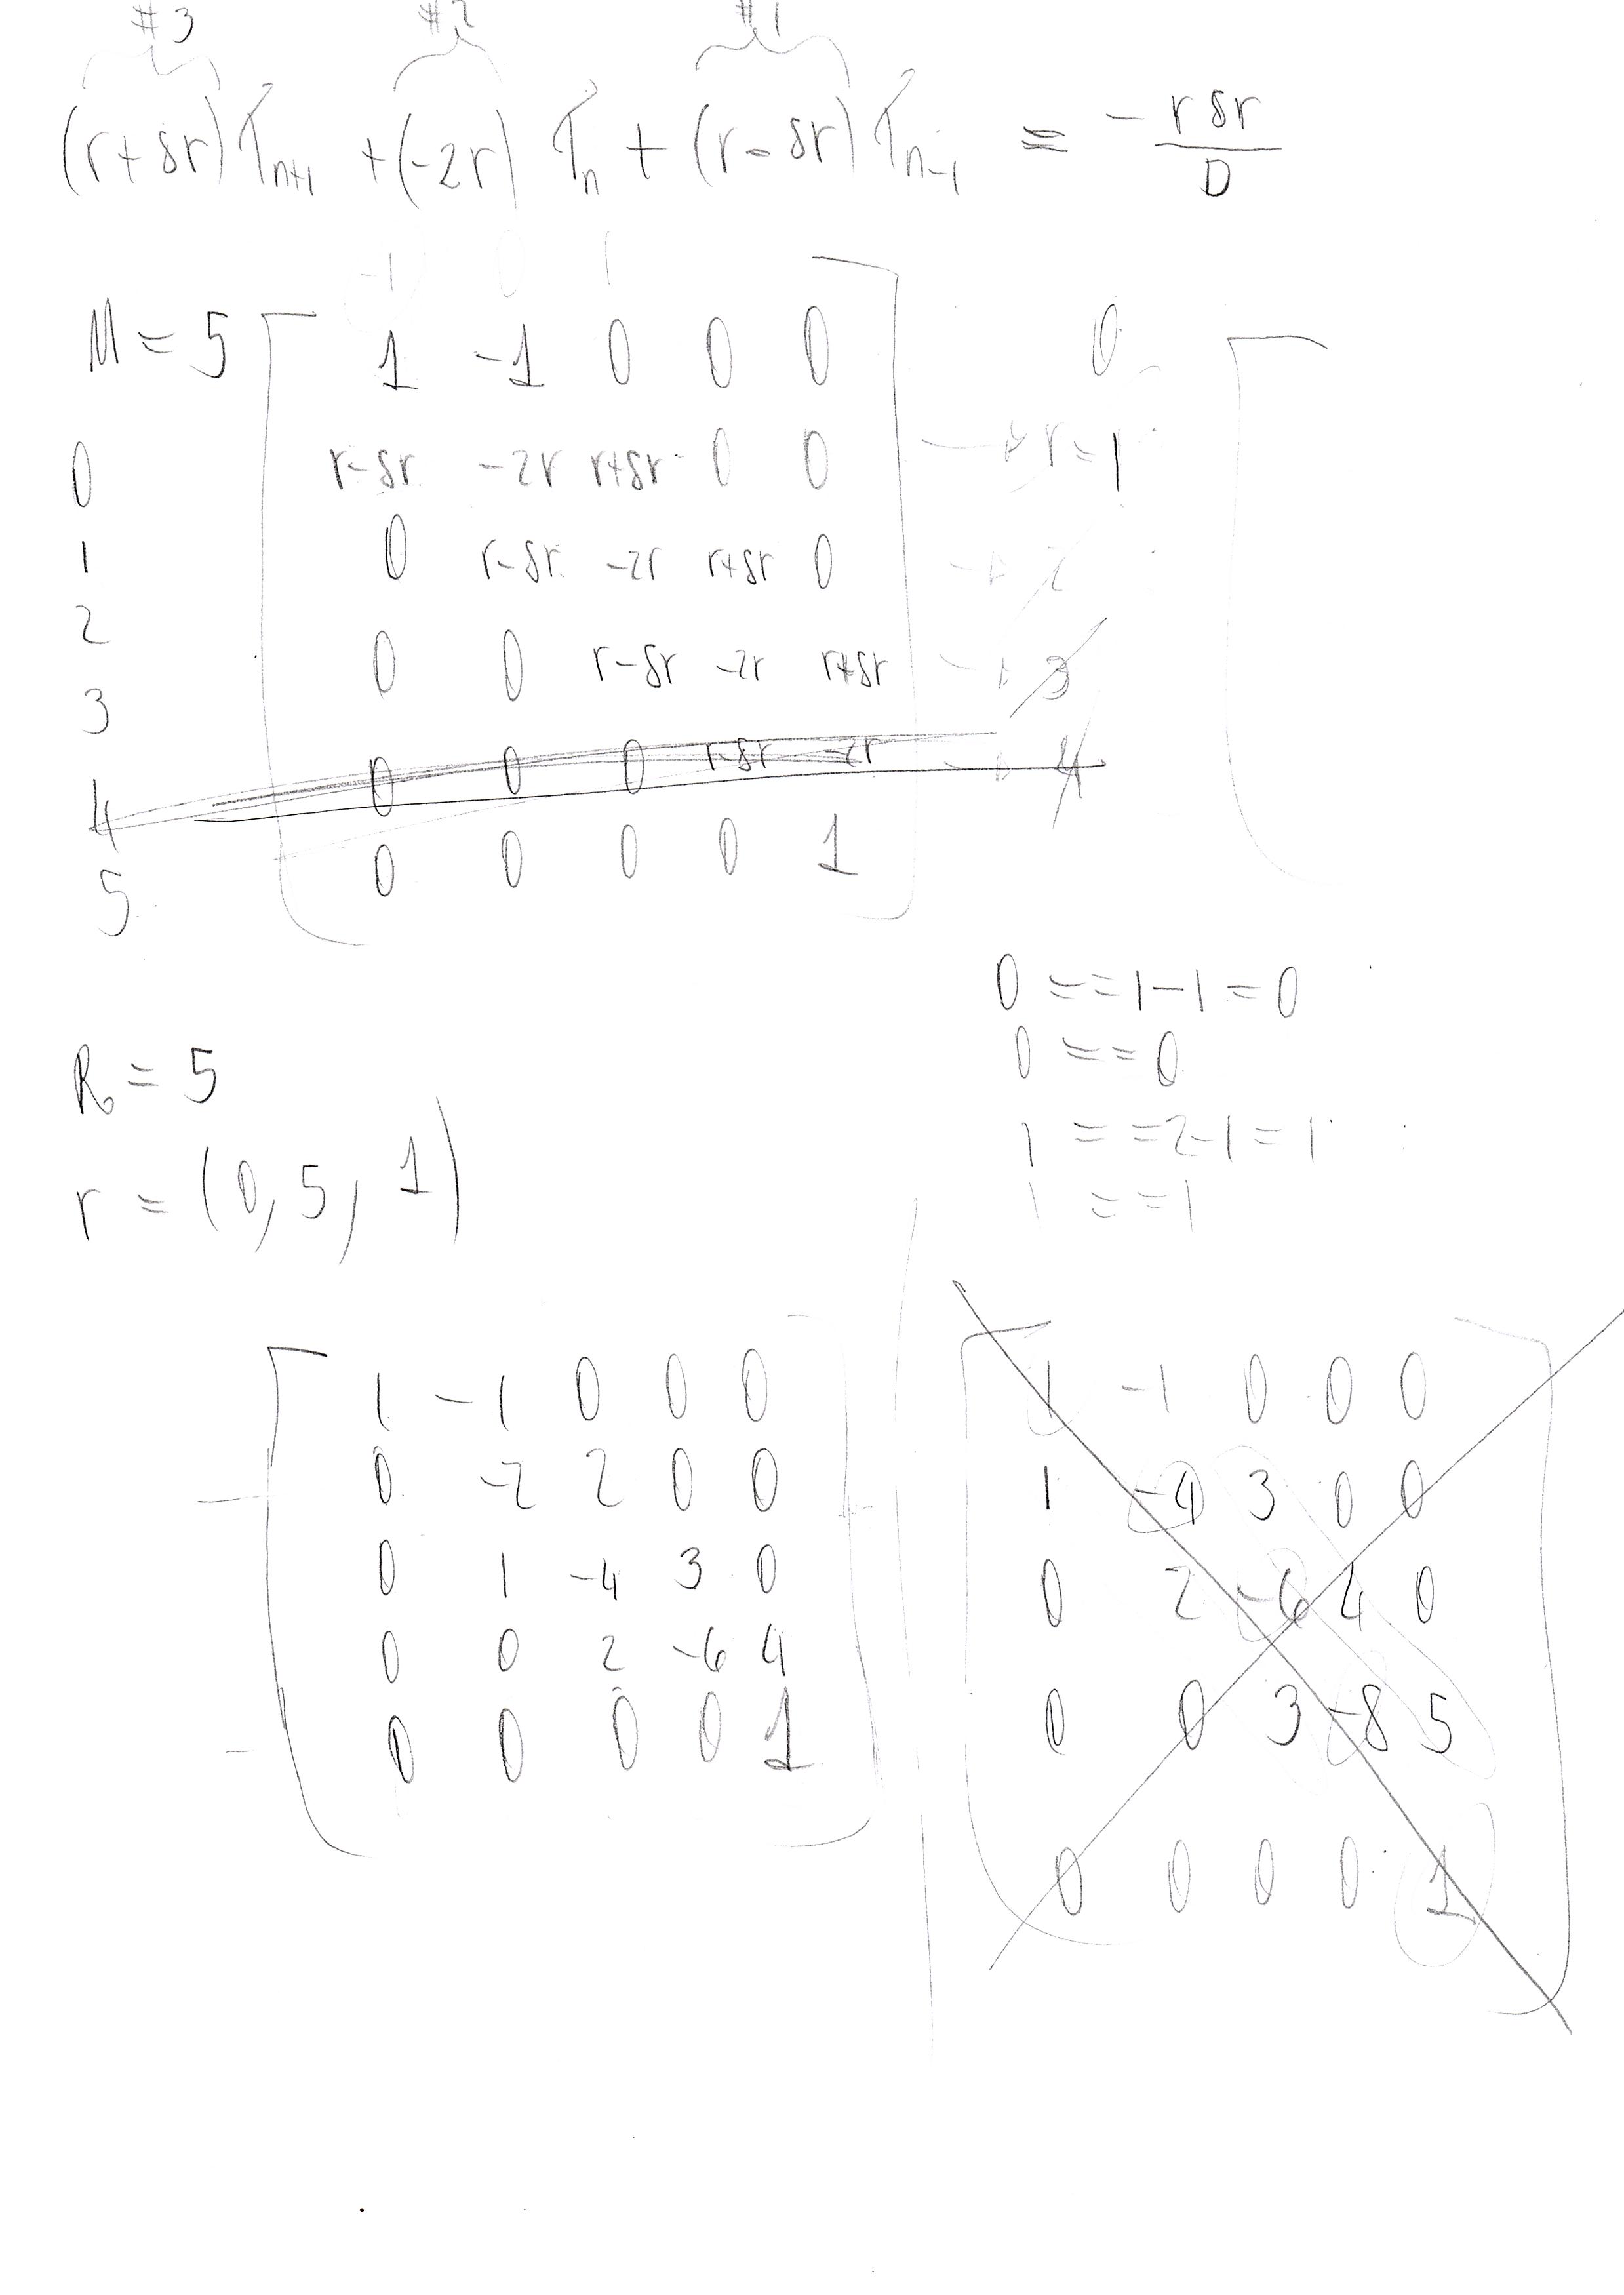 #3 #2 #1
(r+δr) T_{n+1} + (-2r) T_n + (r-δr) T_{n-1} = - rδr / D
-1 0 1
M = 5
1 -1 0 0 0 0
0 r-δr -2r r+δr 0 0 r=1
1 0 r-δr -2r r+δr 0 2
2
0 0 r-δr -2r r+δr 3
3
4 0 0 0 r-δr -2r 4
5 0 0 0 0 1
0 == 1-1 = 0
0 == 0
R = 5
1 == 2-1 = 1
r = (0, 5, 1)
1 == 1
1 -1 0 0 0
0 -2 2 0 0
0 1 -4 3 0
0 0 2 -6 4
0 0 0 0 1
1 -1 0 0 0
1 -4 3 0 0
0 2 -6 4 0
0 0 3 -8 5
0 0 0 0 1